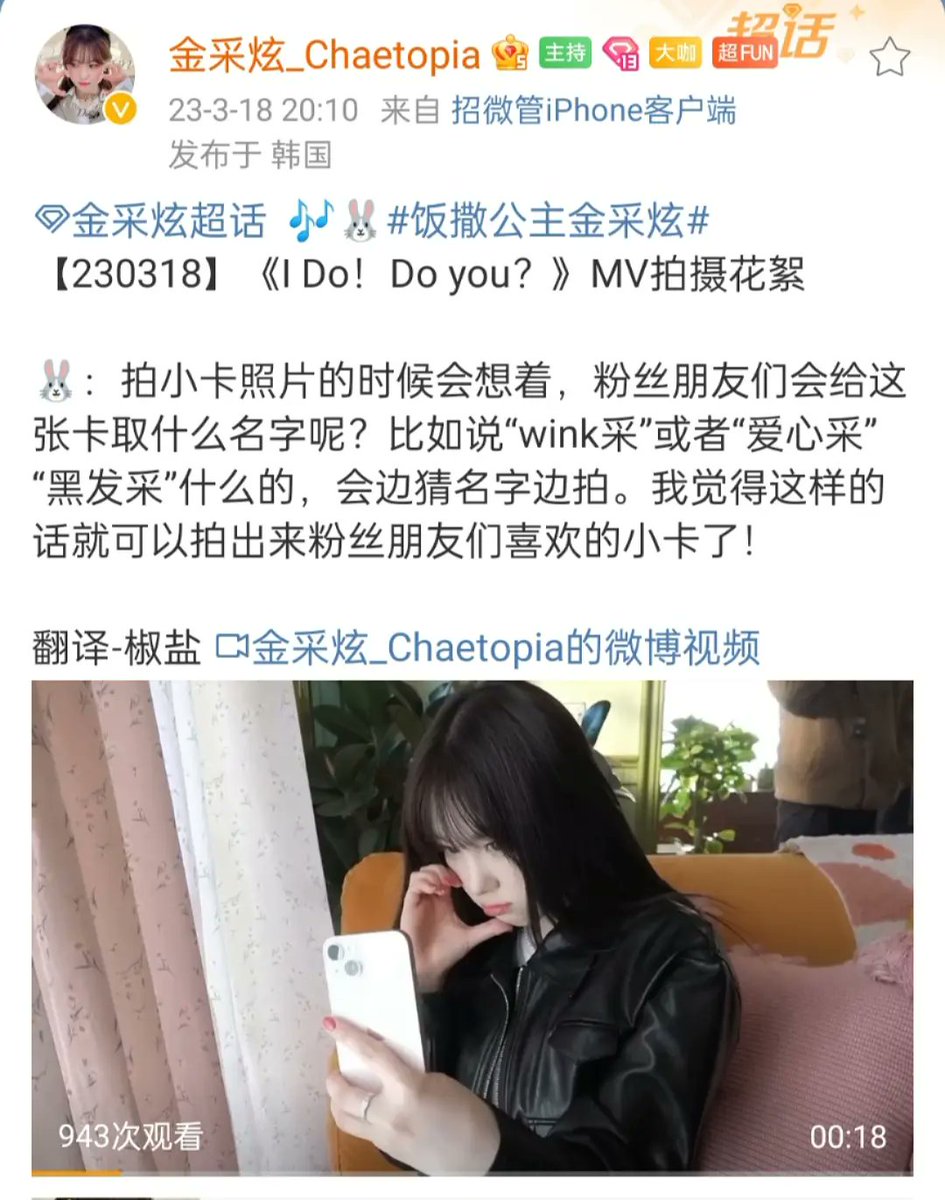 金采炫_Chaetopia 主持 13 大咖 超FUN 超话
23-3-18 20:10 来自 招微管iPhone客户端
发布于 韩国
金采炫超话 🎶🐰#饭撒公主金采炫#
【230318】《I Do！Do you？》MV拍摄花絮
🐰：拍小卡照片的时候会想着，粉丝朋友们会给这
张卡取什么名字呢？比如说“wink采”或者“爱心采”
“黑发采”什么的，会边猜名字边拍。我觉得这样的
话就可以拍出来粉丝朋友们喜欢的小卡了！
翻译-椒盐 金采炫_Chaetopia的微博视频
943次观看
00:18